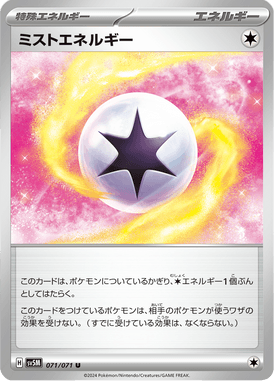 特殊エネルギー エネルギー
ミストエネルギー
このカードは、ポケモンについているかぎり、エネルギー1個ぶん
としてはたらく。
このカードをつけているポケモンは、相手のポケモンが使うワザの
効果を受けない。（すでに受けている効果は、なくならない。）
H SV5M 071/071 U
©2024 Pokémon/Nintendo/Creatures/GAME FREAK.